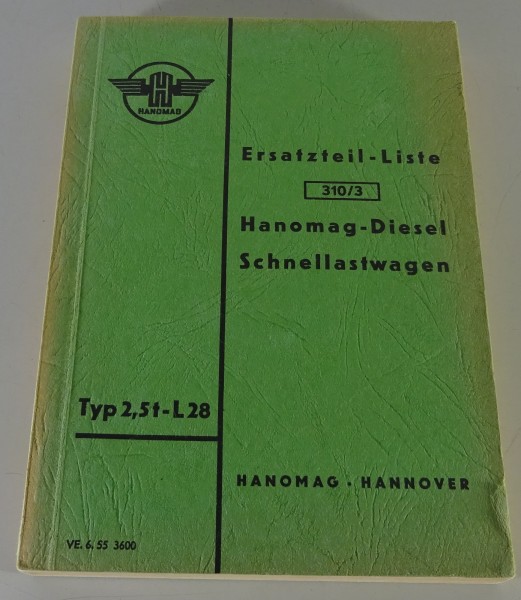 HANOMAG
Ersatzteil-Liste
310/3
Hanomag-Diesel
Schnellastwagen
Typ 2,5t-L28
HANOMAG · HANNOVER
VE. 6. 55 3600